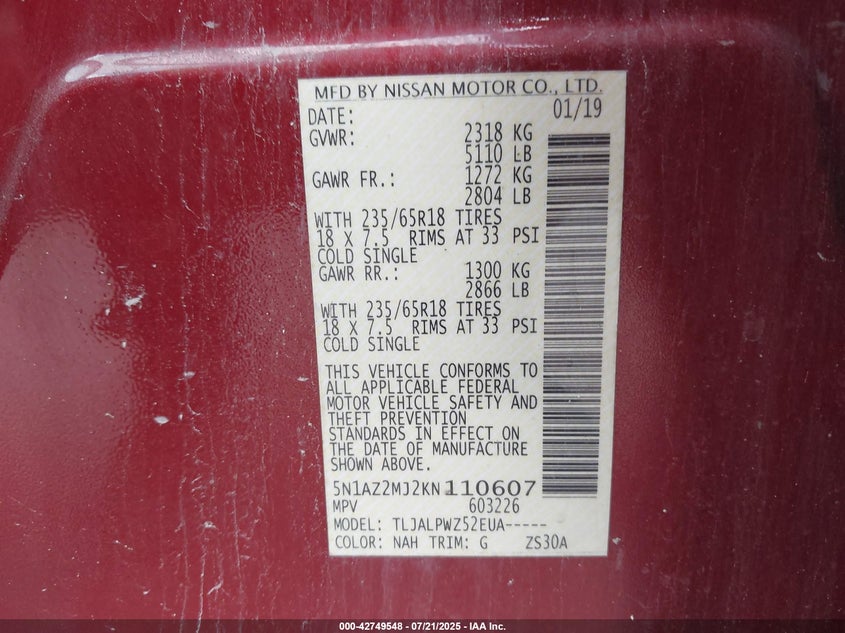 MFD BY NISSAN MOTOR CO., LTD.
DATE: 01/19
GVWR: 2318 KG
5110 LB
GAWR FR.: 1272 KG
2804 LB
WITH 235/65R18 TIRES
18 X 7.5 RIMS AT 33 PSI
COLD SINGLE
GAWR RR.: 1300 KG
2866 LB
WITH 235/65R18 TIRES
18 X 7.5 RIMS AT 33 PSI
COLD SINGLE
THIS VEHICLE CONFORMS TO
ALL APPLICABLE FEDERAL
MOTOR VEHICLE SAFETY AND
THEFT PREVENTION
STANDARDS IN EFFECT ON
THE DATE OF MANUFACTURE
SHOWN ABOVE.
5N1AZ2MJ2KN110607
MPV 603226
MODEL: TLJALPWZ52EUA-----
COLOR: NAH TRIM: G ZS30A
000-42749548 - 07/21/2025 - IAA Inc.